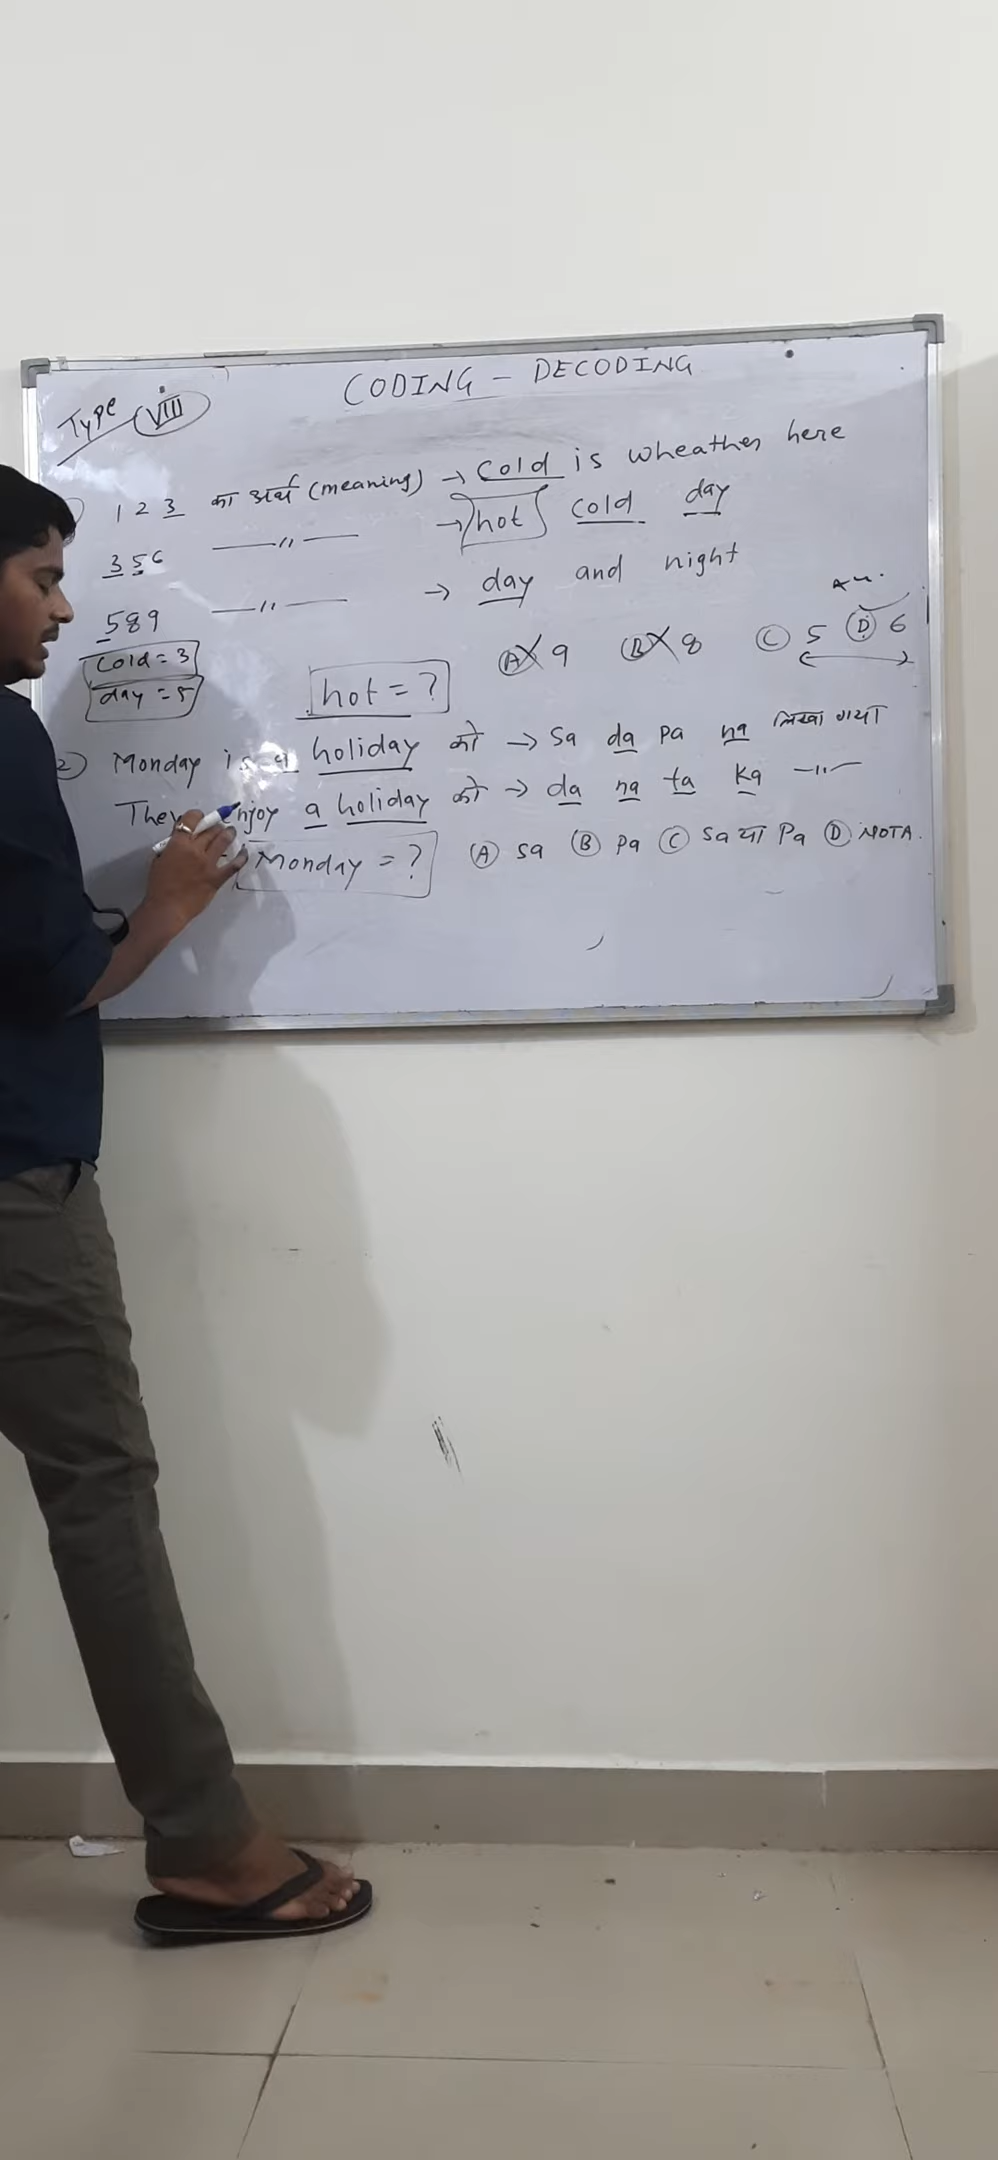 CODING - DECODING
Type VIII
123 का अर्थ (meaning) → Cold is wheather here
356 —〃— → hot cold day
589 —〃— → day and night
Cold = 3
day = 5
hot = ?
Ⓐ 9 Ⓑ 8 Ⓒ 5 Ⓓ 6
2) Monday is a holiday को → sa da pa na लिखा गया
They enjoy a holiday को → da na ta ka —〃—
Monday = ? Ⓐ sa Ⓑ pa Ⓒ sa या Pa Ⓓ NOTA.